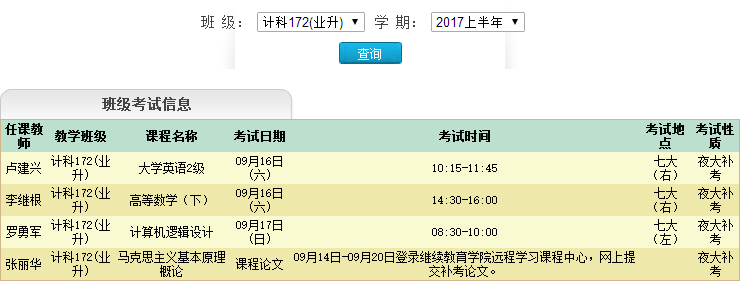 班 级： 计科172(业升) 学 期： 2017上半年
查询
班级考试信息
任课教师 教学班级 课程名称 考试日期 考试时间 考试地点 考试性质
卢建兴 计科172(业升) 大学英语2级 09月16日(六) 10:15-11:45 七大(右) 夜大补考
李维根 计科172(业升) 高等数学（下） 09月16日(六) 14:30-16:00 七大(右) 夜大补考
罗勇军 计科172(业升) 计算机逻辑设计 09月17日(日) 08:30-10:00 七大(左) 夜大补考
张丽华 计科172(业升) 马克思主义基本原理概论 课程论文 09月14日-09月20日登录继续教育学院远程学习课程中心，网上提交补考论文。 夜大补考